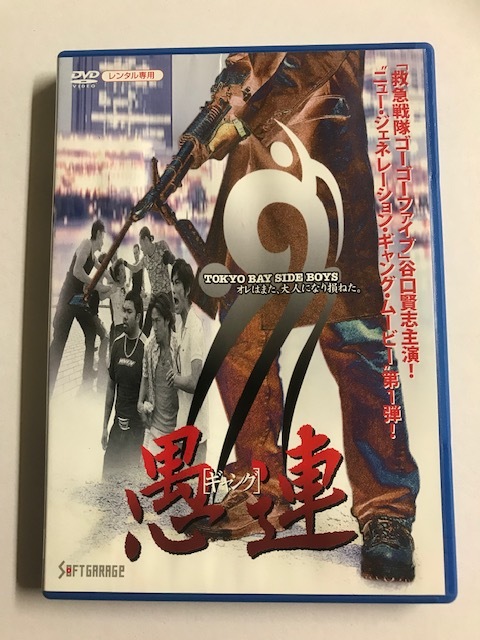 DVD
VIDEO
レンタル専用
「救急戦隊ゴーゴーファイブ」谷口賢志主演!
"ニュー・ジェネレーション・ギャング・ムービー"第1弾!
TOKYO BAY SIDE BOYS
オレはまた、大人になり損ねた。
愚連
[ギャング]
SOFTGARAGE